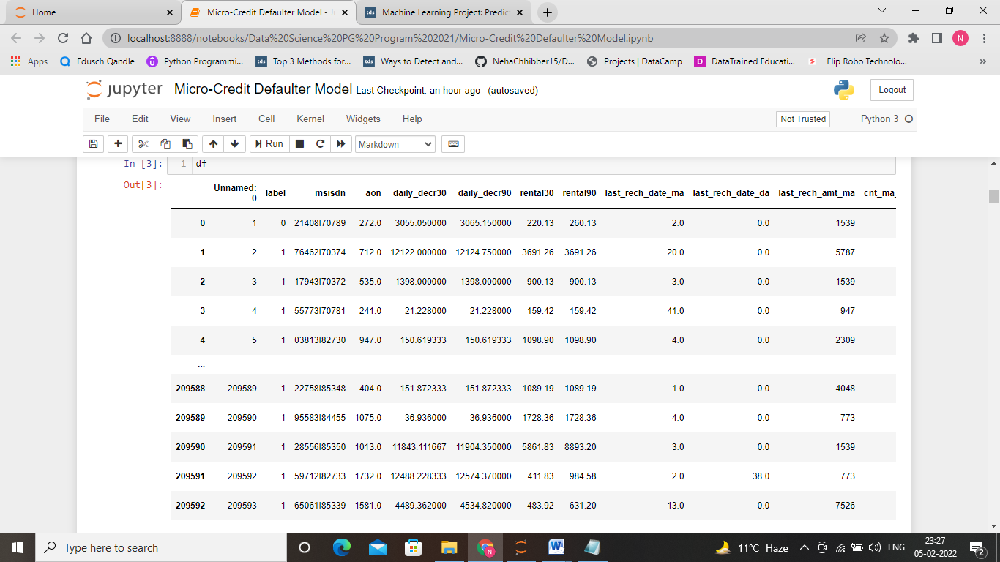 Home
Micro-Credit Defaulter Model - Ju
tds Machine Learning Project: Predic
localhost:8888/notebooks/Data%20Science%20PG%20Program%202021/Micro-Credit%20Defaulter%20Model.ipynb
N
Apps Edusch Qandle Python Programmi... tds Top 3 Methods for... tds Ways to Detect and... NehaChhibber15/D... Projects | DataCamp D DataTrained Educati... Flip Robo Technolo... »
jupyter Micro-Credit Defaulter Model Last Checkpoint: an hour ago (autosaved) Logout
File Edit View Insert Cell Kernel Widgets Help Not Trusted Python 3
Run Markdown
In [3]: 1 df
Out[3]:
Unnamed: 0 label msisdn aon daily_decr30 daily_decr90 rental30 rental90 last_rech_date_ma last_rech_date_da last_rech_amt_ma cnt_ma_
0 1 0 21408I70789 272.0 3055.050000 3065.150000 220.13 260.13 2.0 0.0 1539
1 2 1 76462I70374 712.0 12122.000000 12124.750000 3691.26 3691.26 20.0 0.0 5787
2 3 1 17943I70372 535.0 1398.000000 1398.000000 900.13 900.13 3.0 0.0 1539
3 4 1 55773I70781 241.0 21.228000 21.228000 159.42 159.42 41.0 0.0 947
4 5 1 03813I82730 947.0 150.619333 150.619333 1098.90 1098.90 4.0 0.0 2309
... ... ... ... ... ... ... ... ... ... ... ...
209588 209589 1 22758I85348 404.0 151.872333 151.872333 1089.19 1089.19 1.0 0.0 4048
209589 209590 1 95583I84455 1075.0 36.936000 36.936000 1728.36 1728.36 4.0 0.0 773
209590 209591 1 28556I85350 1013.0 11843.111667 11904.350000 5861.83 8893.20 3.0 0.0 1539
209591 209592 1 59712I82733 1732.0 12488.228333 12574.370000 411.83 984.58 2.0 38.0 773
209592 209593 1 65061I85339 1581.0 4489.362000 4534.820000 483.92 631.20 13.0 0.0 7526
Type here to search
N
W
11°C Haze
ENG
23:27
05-02-2022
2